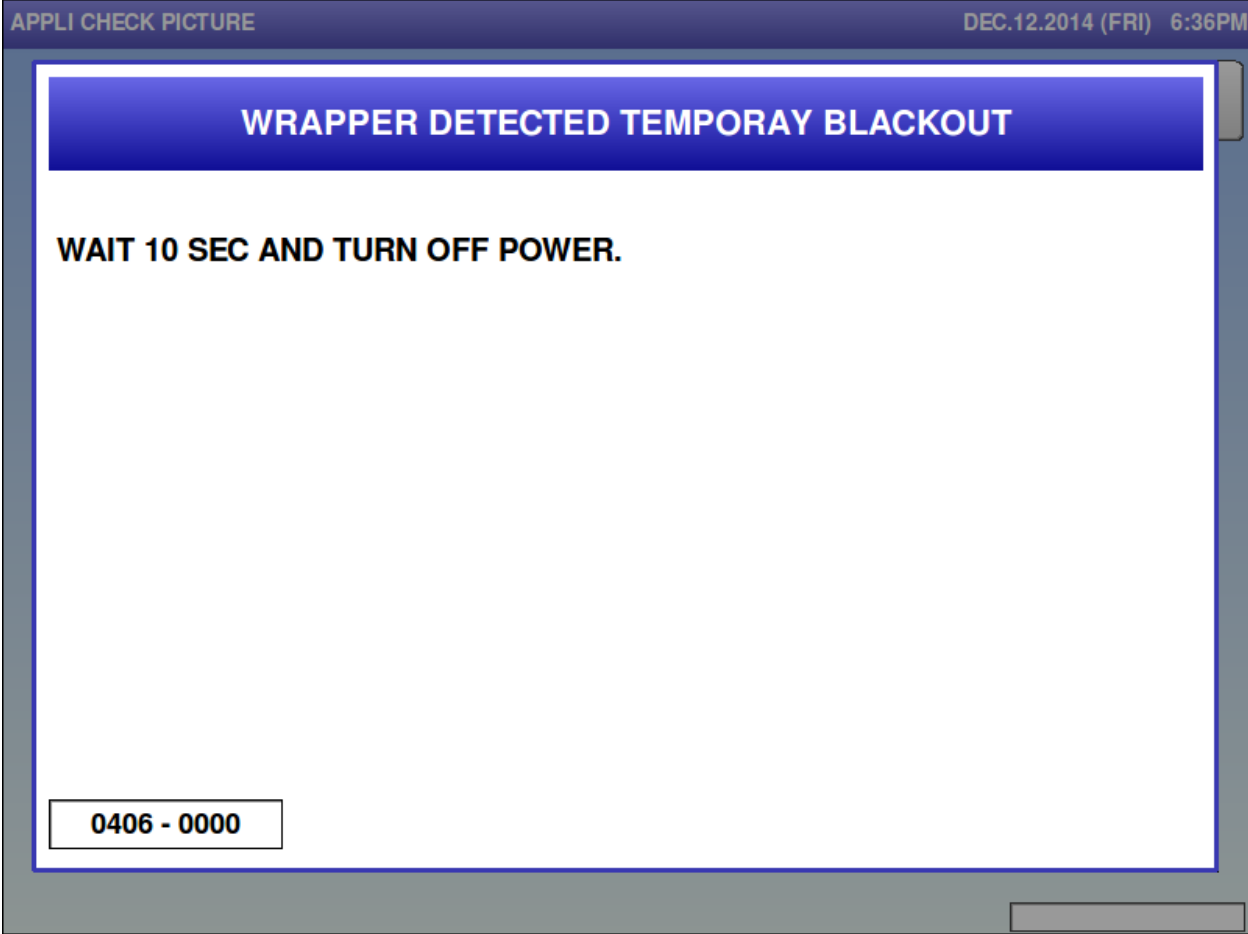 APPLI CHECK PICTURE DEC.12.2014 (FRI) 6:36PM
WRAPPER DETECTED TEMPORAY BLACKOUT
WAIT 10 SEC AND TURN OFF POWER.
0406 - 0000